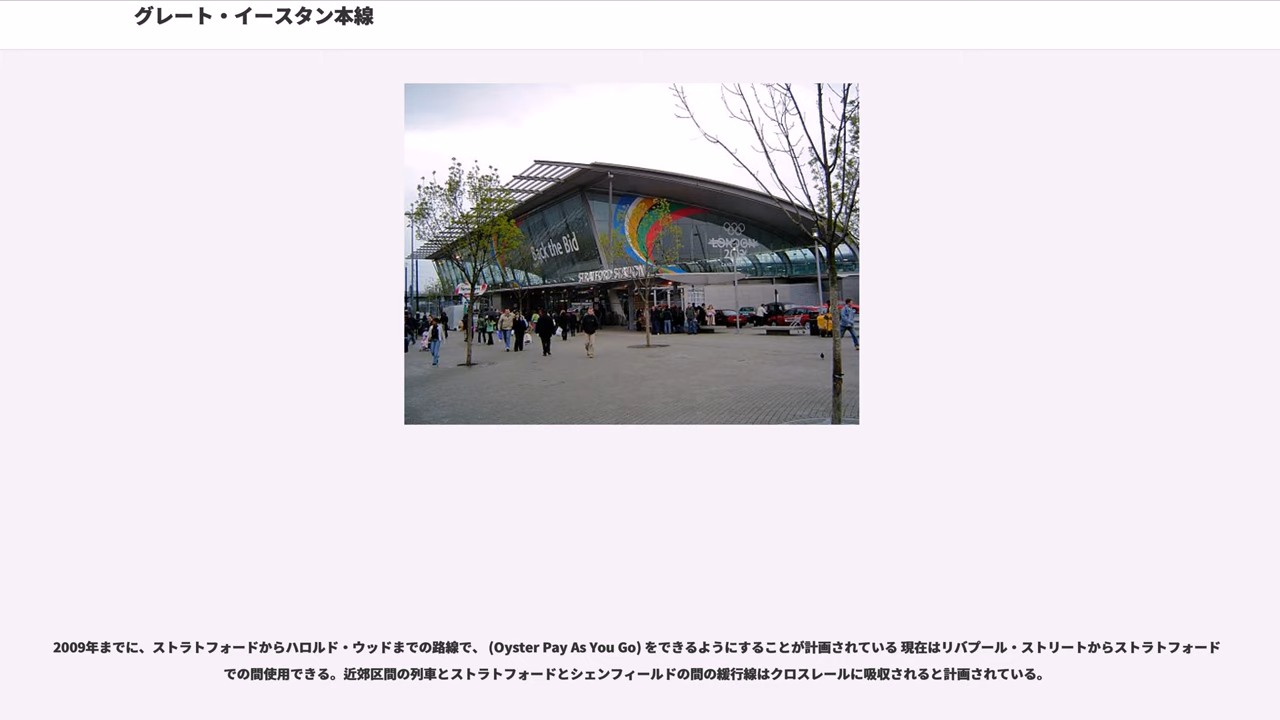 グレート・イースタン本線
Back the Bid
LONDON
2012
STRATFORD STATION
2009年までに、ストラトフォードからハロルド・ウッドまでの路線で、 (Oyster Pay As You Go) をできるようにすることが計画されている 現在はリバプール・ストリートからストラトフォード
での間使用できる。近郊区間の列車とストラトフォードとシェンフィールドの間の緩行線はクロスレールに吸収されると計画されている。